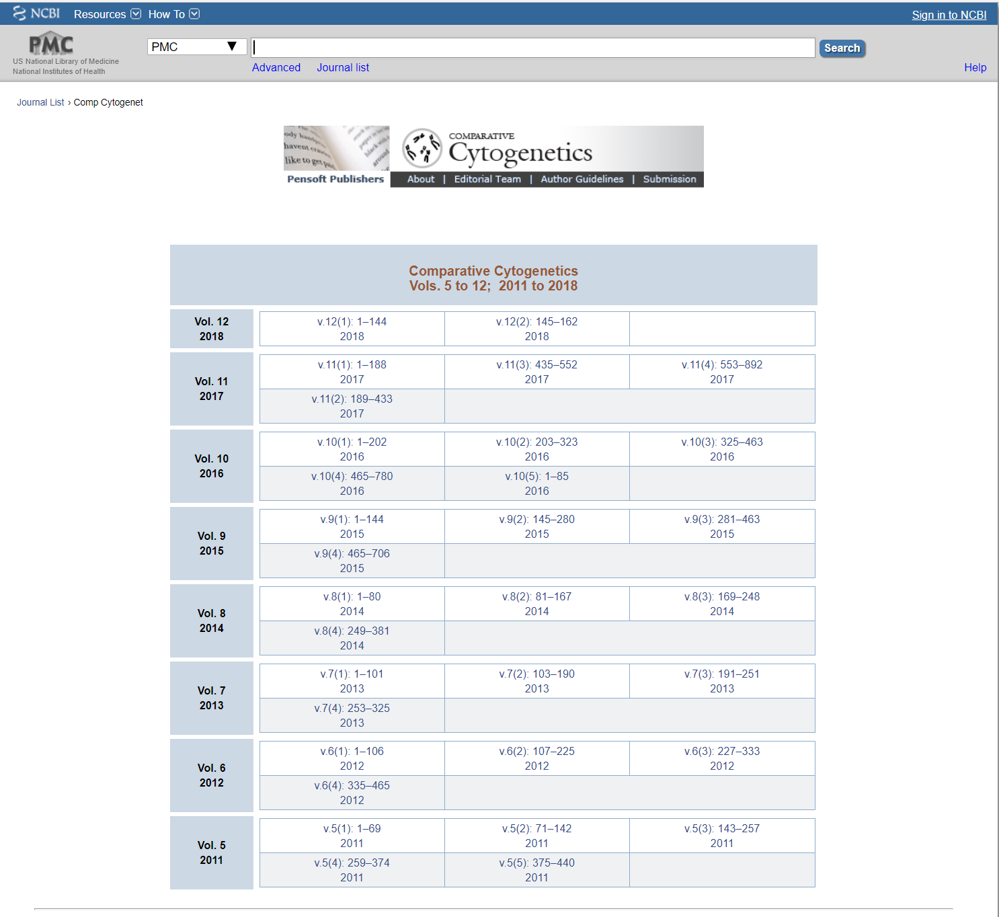 NCBI Resources How To Sign in to NCBI
PMC
US National Library of Medicine
National Institutes of Health
PMC ▼ Search
Advanced Journal list Help
Journal List › Comp Cytogenet
ody
havent
like to get
Pensoft Publishers
COMPARATIVE
Cytogenetics
About | Editorial Team | Author Guidelines | Submission
Comparative Cytogenetics
Vols. 5 to 12; 2011 to 2018
Vol. 12
2018
v.12(1): 1–144
2018
v.12(2): 145–162
2018
Vol. 11
2017
v.11(1): 1–188
2017
v.11(3): 435–552
2017
v.11(4): 553–892
2017
v.11(2): 189–433
2017
Vol. 10
2016
v.10(1): 1–202
2016
v.10(2): 203–323
2016
v.10(3): 325–463
2016
v.10(4): 465–780
2016
v.10(5): 1–85
2016
Vol. 9
2015
v.9(1): 1–144
2015
v.9(2): 145–280
2015
v.9(3): 281–463
2015
v.9(4): 465–706
2015
Vol. 8
2014
v.8(1): 1–80
2014
v.8(2): 81–167
2014
v.8(3): 169–248
2014
v.8(4): 249–381
2014
Vol. 7
2013
v.7(1): 1–101
2013
v.7(2): 103–190
2013
v.7(3): 191–251
2013
v.7(4): 253–325
2013
Vol. 6
2012
v.6(1): 1–106
2012
v.6(2): 107–225
2012
v.6(3): 227–333
2012
v.6(4): 335–465
2012
Vol. 5
2011
v.5(1): 1–69
2011
v.5(2): 71–142
2011
v.5(3): 143–257
2011
v.5(4): 259–374
2011
v.5(5): 375–440
2011